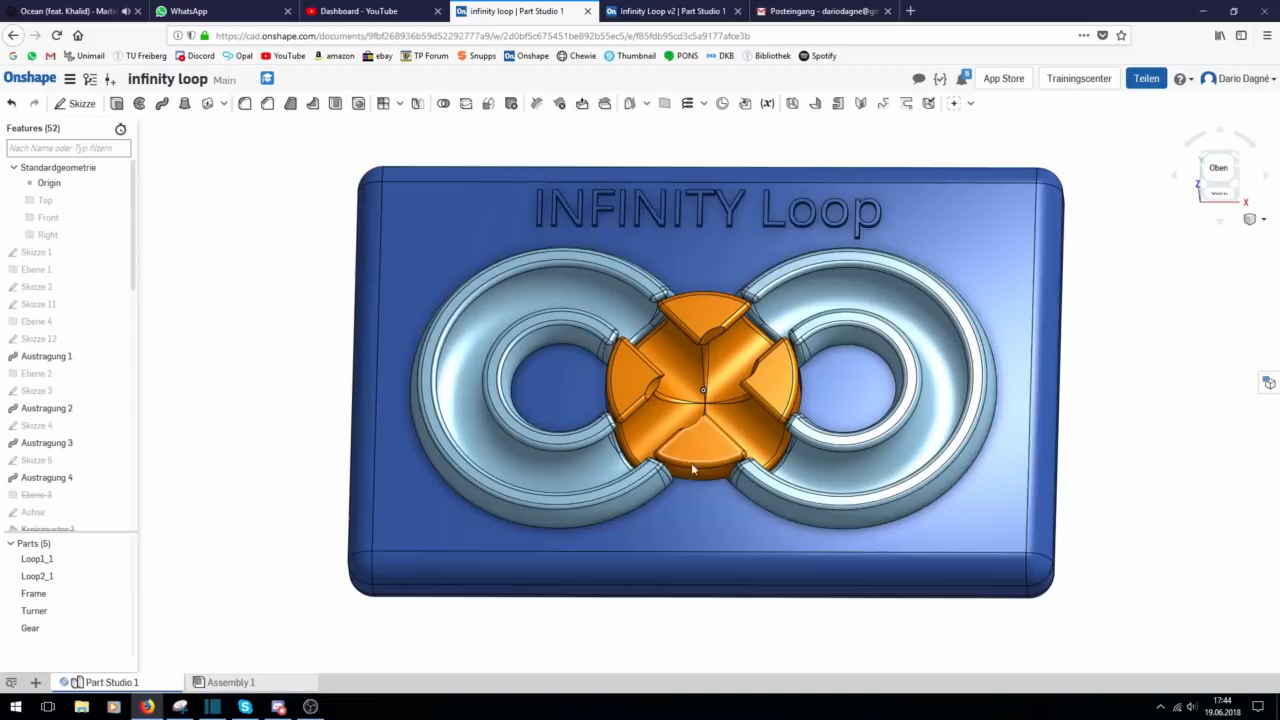 Ocean (feat. Khalid) - Martin
WhatsApp
Dashboard - YouTube
infinity loop | Part Studio 1
Infinity Loop v2 | Part Studio 1
Posteingang - dariodagne@gm
https://cad.onshape.com/documents/9fbf268936b59d52292777a9/w/2d0bf5c675451be892b55ec5/e/f85fdb95cd3c5a9177afce3b
Unimail
TU Freiberg
Discord
Opal
YouTube
amazon
ebay
TP Forum
Snupps
Onshape
Chewie
Thumbnail
PONS
DKB
Bibliothek
Spotify
Onshape
infinity loop
Main
5
App Store
Trainingscenter
Teilen
Dario Dagné
Skizze
(x)
Features (52)
Nach Name oder Typ filtern
Standardgeometrie
Origin
Top
Front
Right
Skizze 1
Ebene 1
Skizze 2
Skizze 11
Ebene 4
Skizze 12
Austragung 1
Ebene 2
Skizze 3
Austragung 2
Skizze 4
Austragung 3
Skizze 5
Austragung 4
Ebene 3
Achse
Kreismuster 1
Parts (5)
Loop1_1
Loop2_1
Frame
Turner
Gear
INFINITY Loop
Oben
Vorn
Z
X
Part Studio 1
Assembly 1
17:44
19.06.2018